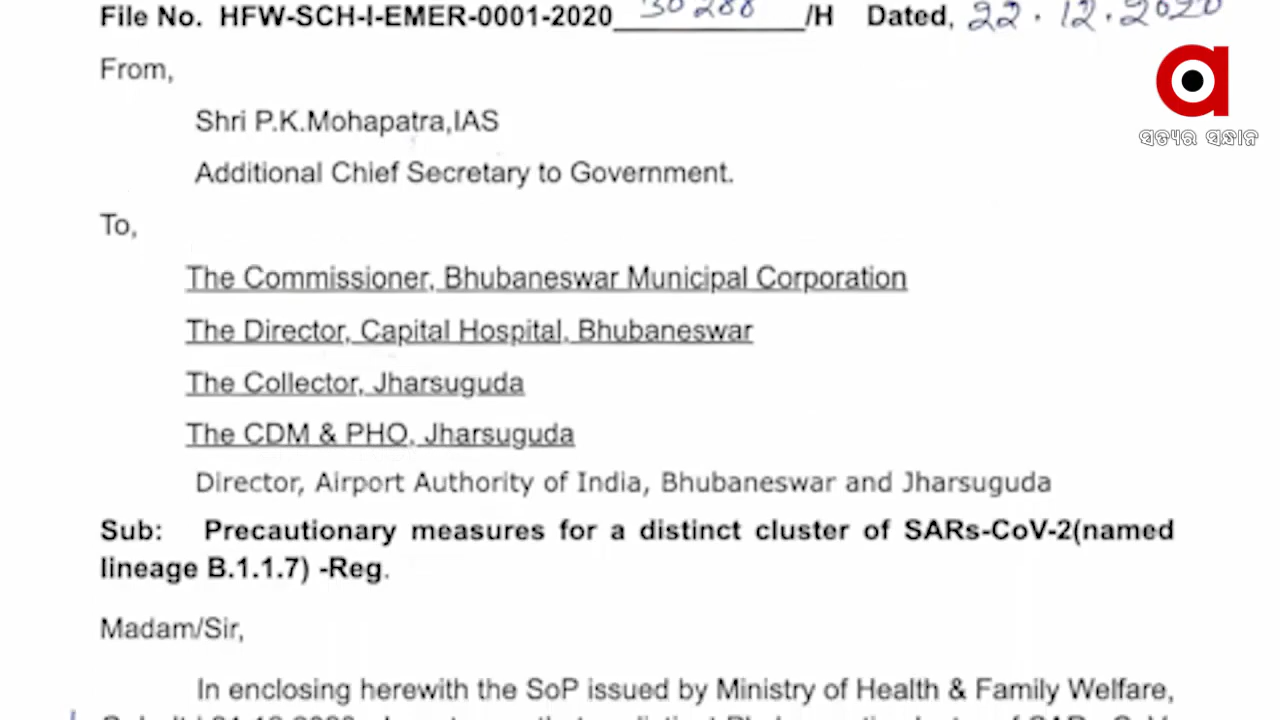 File No. HFW-SCH-I-EMER-0001-2020 30288 /H Dated, 22.12.2020
From,
Shri P.K.Mohapatra,IAS
Additional Chief Secretary to Government.
ସତ୍ୟର ସନ୍ଧାନ
To,
The Commissioner, Bhubaneswar Municipal Corporation
The Director, Capital Hospital, Bhubaneswar
The Collector, Jharsuguda
The CDM & PHO, Jharsuguda
Director, Airport Authority of India, Bhubaneswar and Jharsuguda
Sub: Precautionary measures for a distinct cluster of SARs-CoV-2(named
lineage B.1.1.7) -Reg.
Madam/Sir,
In enclosing herewith the SoP issued by Ministry of Health & Family Welfare,